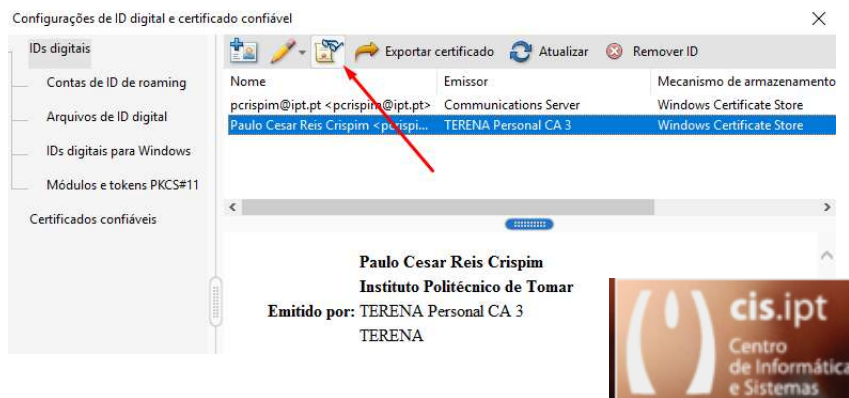 Configurações de ID digital e certificado confiável
IDs digitais
Contas de ID de roaming
Arquivos de ID digital
IDs digitais para Windows
Módulos e tokens PKCS#11
Certificados confiáveis
Exportar certificado Atualizar Remover ID
Nome Emissor Mecanismo de armazenamento
pcrispim@ipt.pt <pcrispim@ipt.pt> Communications Server Windows Certificate Store
Paulo Cesar Reis Crispim <pcrispi... TERENA Personal CA 3 Windows Certificate Store
Paulo Cesar Reis Crispim
Instituto Politécnico de Tomar
Emitido por: TERENA Personal CA 3
TERENA
cis.ipt
Centro
de Informática
e Sistemas